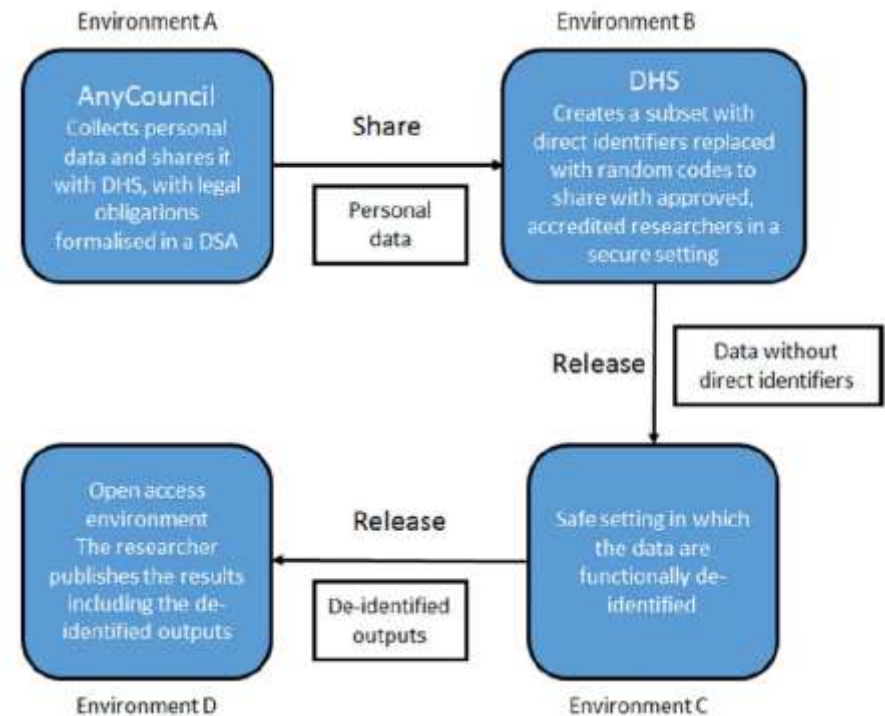 Environment A
Environment B
AnyCouncil
Collects personal
data and shares it
with DHS, with legal
obligations
formalised in a DSA
Share
Personal
data
DHS
Creates a subset with
direct identifiers replaced
with random codes to
share with approved,
accredited researchers in a
secure setting
Release
Data without
direct identifiers
Open access
environment
The researcher
publishes the results
including the de-
identified outputs
Release
De-identified
outputs
Safe setting in which
the data are
functionally de-
identified
Environment D
Environment C